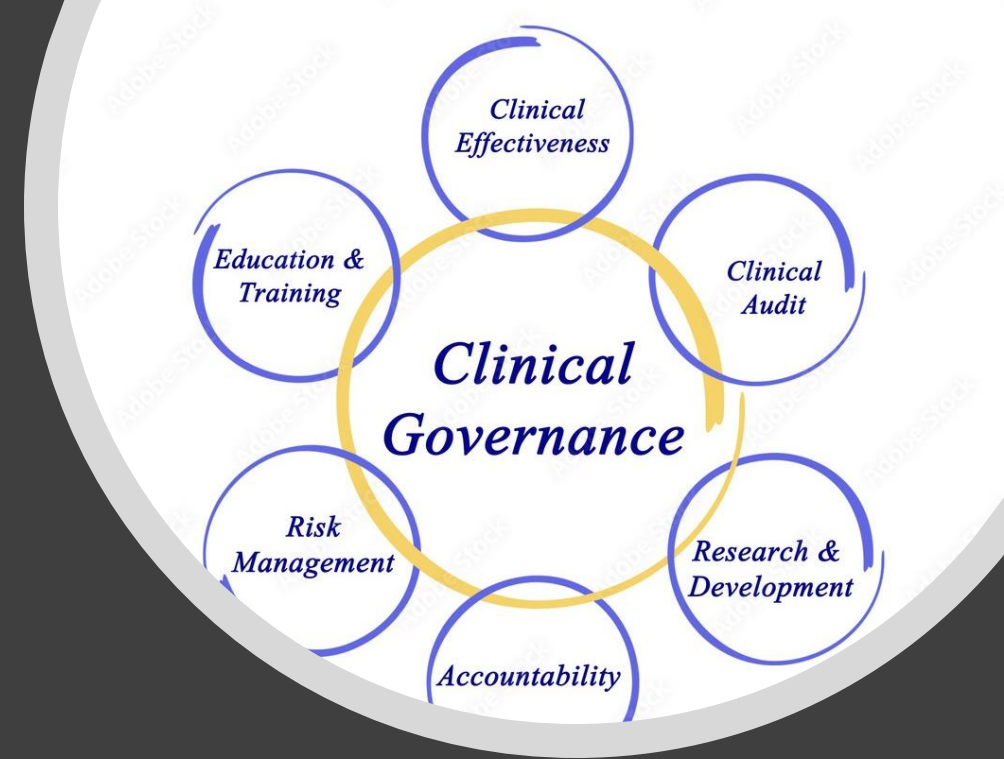 Clinical
Effectiveness
Education &
Training
Clinical
Audit
Clinical
Governance
Risk
Management
Research &
Development
Accountability